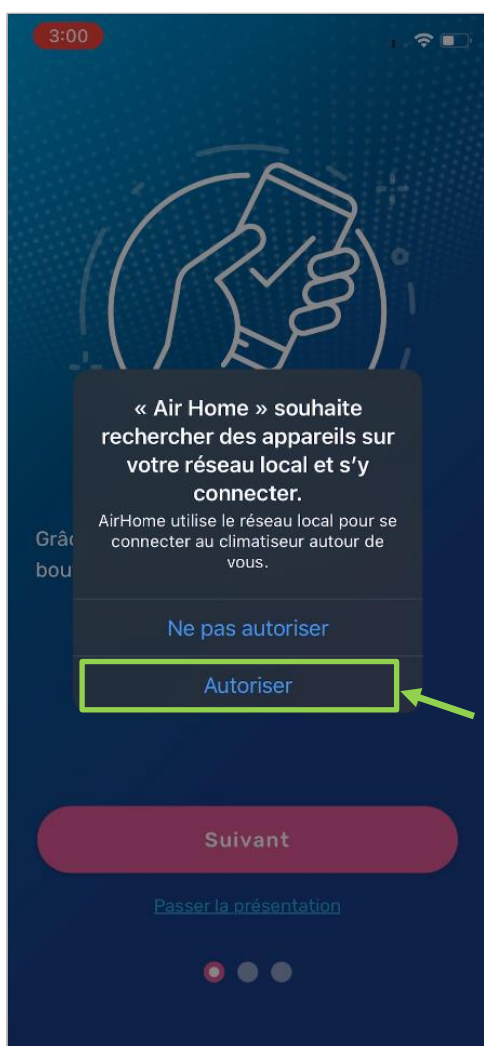 3:00
« Air Home » souhaite
rechercher des appareils sur
votre réseau local et s’y
connecter.
AirHome utilise le réseau local pour se
connecter au climatiseur autour de
vous.
Ne pas autoriser
Autoriser
Suivant
Passer la présentation